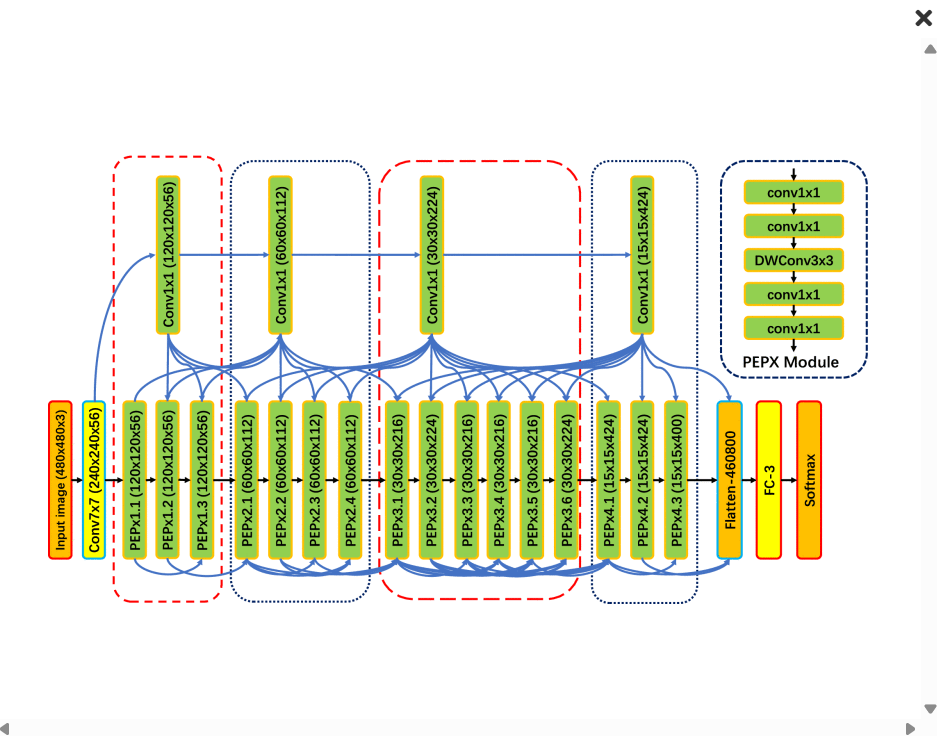 Conv1x1 (120x120x56)
Conv1x1 (60x60x112)
Conv1x1 (30x30x224)
Conv1x1 (15x15x424)
conv1x1
conv1x1
DWConv3x3
conv1x1
conv1x1
PEPX Module
Input image (480x480x3)
Conv7x7 (240x240x56)
PEPx1.1 (120x120x56)
PEPx1.2 (120x120x56)
PEPx1.3 (120x120x56)
PEPx2.1 (60x60x112)
PEPx2.2 (60x60x112)
PEPx2.3 (60x60x112)
PEPx2.4 (60x60x112)
PEPx3.1 (30x30x216)
PEPx3.2 (30x30x224)
PEPx3.3 (30x30x216)
PEPx3.4 (30x30x216)
PEPx3.5 (30x30x216)
PEPx3.6 (30x30x224)
PEPx4.1 (15x15x424)
PEPx4.2 (15x15x424)
PEPx4.3 (15x15x400)
Flatten-460800
FC-3
Softmax